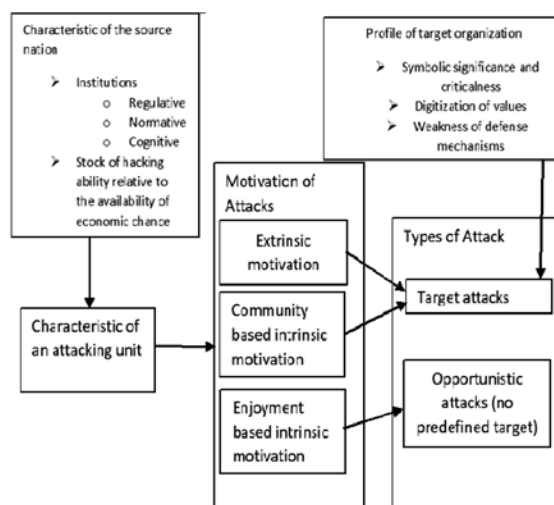 Characteristic of the source
nation
➢ Institutions
○ Regulative
○ Normative
○ Cognitive
➢ Stock of hacking
ability relative to
the availability of
economic chance
Profile of target organization
➢ Symbolic significance and
criticalness
➢ Digitization of values
➢ Weakness of defense
mechanisms
Characteristic of
an attacking unit
Motivation of
Attacks
Extrinsic
motivation
Community
based intrinsic
motivation
Enjoyment
based intrinsic
motivation
Types of Attack
Target attacks
Opportunistic
attacks (no
predefined target)